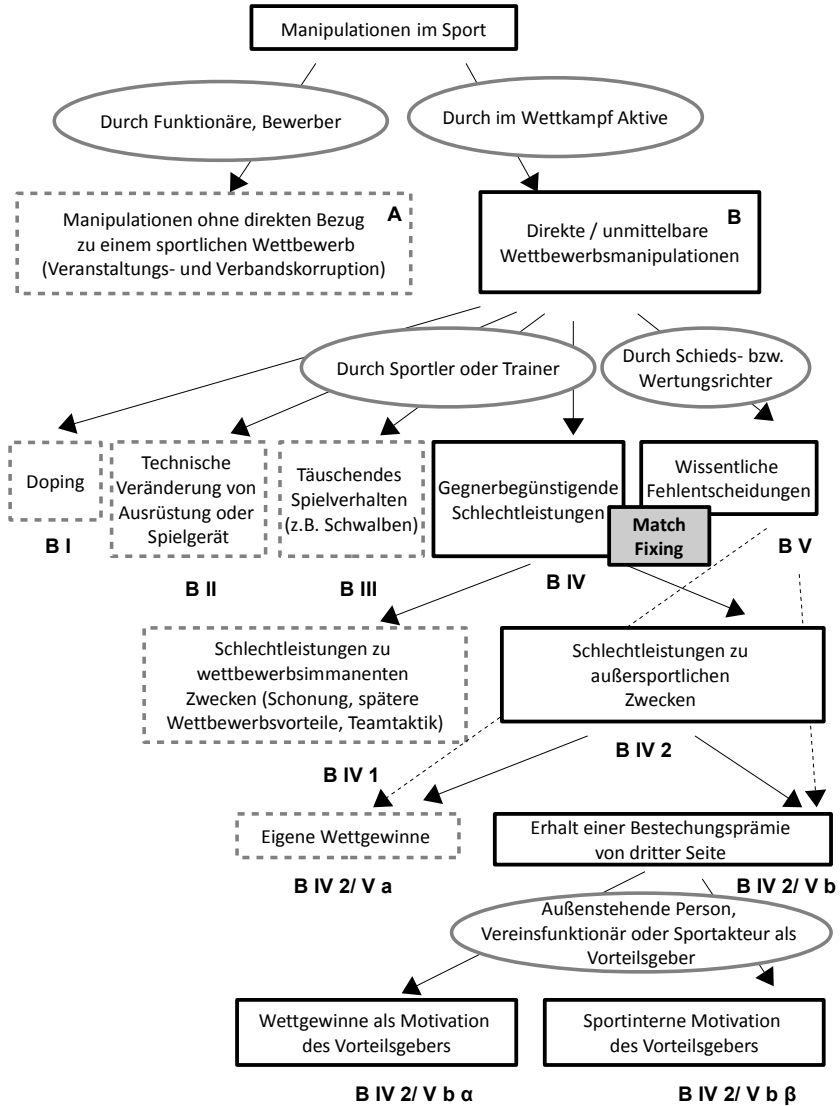 Manipulationen im Sport
Durch Funktionäre, Bewerber
Durch im Wettkampf Aktive
A
Manipulationen ohne direkten Bezug
zu einem sportlichen Wettbewerb
(Veranstaltungs- und Verbandskorruption)
B
Direkte / unmittelbare
Wettbewerbsmanipulationen
Durch Sportler oder Trainer
Durch Schieds- bzw.
Wertungsrichter
Doping
B I
Technische
Veränderung von
Ausrüstung oder
Spielgerät
B II
Täuschendes
Spielverhalten
(z.B. Schwalben)
B III
Gegnerbegünstigende
Schlechtleistungen
B IV
Wissentliche
Fehlentscheidungen
B V
Match
Fixing
Schlechtleistungen zu
wettbewerbsimmanenten
Zwecken (Schonung, spätere
Wettbewerbsvorteile, Teamtaktik)
B IV 1
Schlechtleistungen zu
außersportlichen
Zwecken
B IV 2
Eigene Wettgewinne
B IV 2/ V a
Erhalt einer Bestechungsprämie
von dritter Seite
B IV 2/ V b
Außenstehende Person,
Vereinsfunktionär oder Sportakteur als
Vorteilsgeber
Wettgewinne als Motivation
des Vorteilsgebers
B IV 2/ V b α
Sportinterne Motivation
des Vorteilsgebers
B IV 2/ V b β